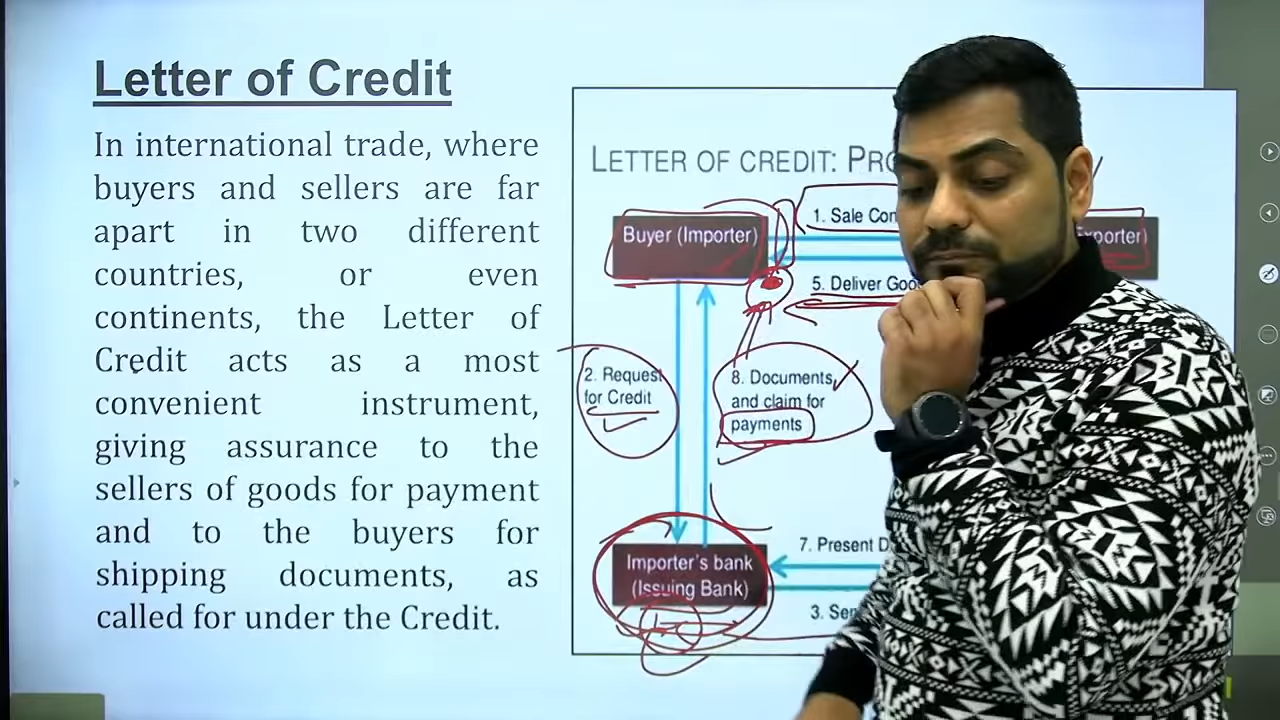 Letter of Credit
In international trade, where
buyers and sellers are far
apart in two different
countries, or even
continents, the Letter of
Credit acts as a most
convenient instrument,
giving assurance to the
sellers of goods for payment
and to the buyers for
shipping documents, as
called for under the Credit.
LETTER OF CREDIT:
1. Sale
Buyer (Importer)
5. Deliver
2. Request
for Credit
8. Documents,
and claim for
payments
7. Present
Importer's bank
(Issuing Bank)
3.